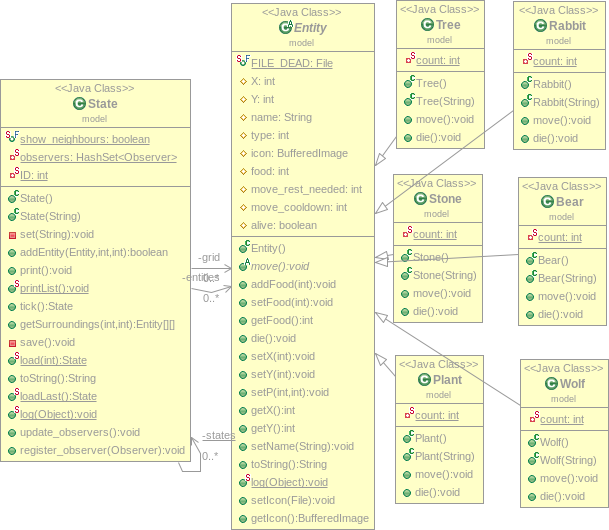 <<Java Class>>
State
model
show_neighbours: boolean
observers: HashSet<Observer>
ID: int
State()
State(String)
set(String):void
addEntity(Entity,int,int):boolean
print():void
printList():void
tick():State
getSurroundings(int,int):Entity[][]
save():void
load(int):State
toString():String
loadLast():State
log(Object):void
update_observers():void
register_observer(Observer):void
-grid
0..*
-entities
0..*
-states
0..*
<<Java Class>>
Entity
model
FILE_DEAD: File
X: int
Y: int
name: String
type: int
icon: BufferedImage
food: int
move_rest_needed: int
move_cooldown: int
alive: boolean
Entity()
move():void
addFood(int):void
setFood(int):void
getFood():int
die():void
setX(int):void
setY(int):void
setP(int,int):void
getX():int
getY():int
setName(String):void
toString():String
log(Object):void
setIcon(File):void
getIcon():BufferedImage
<<Java Class>>
Tree
model
count: int
Tree()
Tree(String)
move():void
die():void
<<Java Class>>
Rabbit
model
count: int
Rabbit()
Rabbit(String)
move():void
die():void
<<Java Class>>
Stone
model
count: int
Stone()
Stone(String)
move():void
die():void
<<Java Class>>
Bear
model
count: int
Bear()
Bear(String)
move():void
die():void
<<Java Class>>
Plant
model
count: int
Plant()
Plant(String)
move():void
die():void
<<Java Class>>
Wolf
model
count: int
Wolf()
Wolf(String)
move():void
die():void